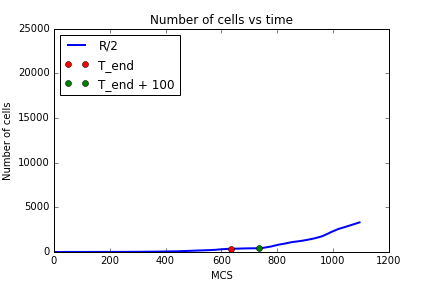 Number of cells vs time
25000
20000
15000
10000
5000
0
Number of cells
R/2
T_end
T_end + 100
0 200 400 600 800 1000 1200
MCS